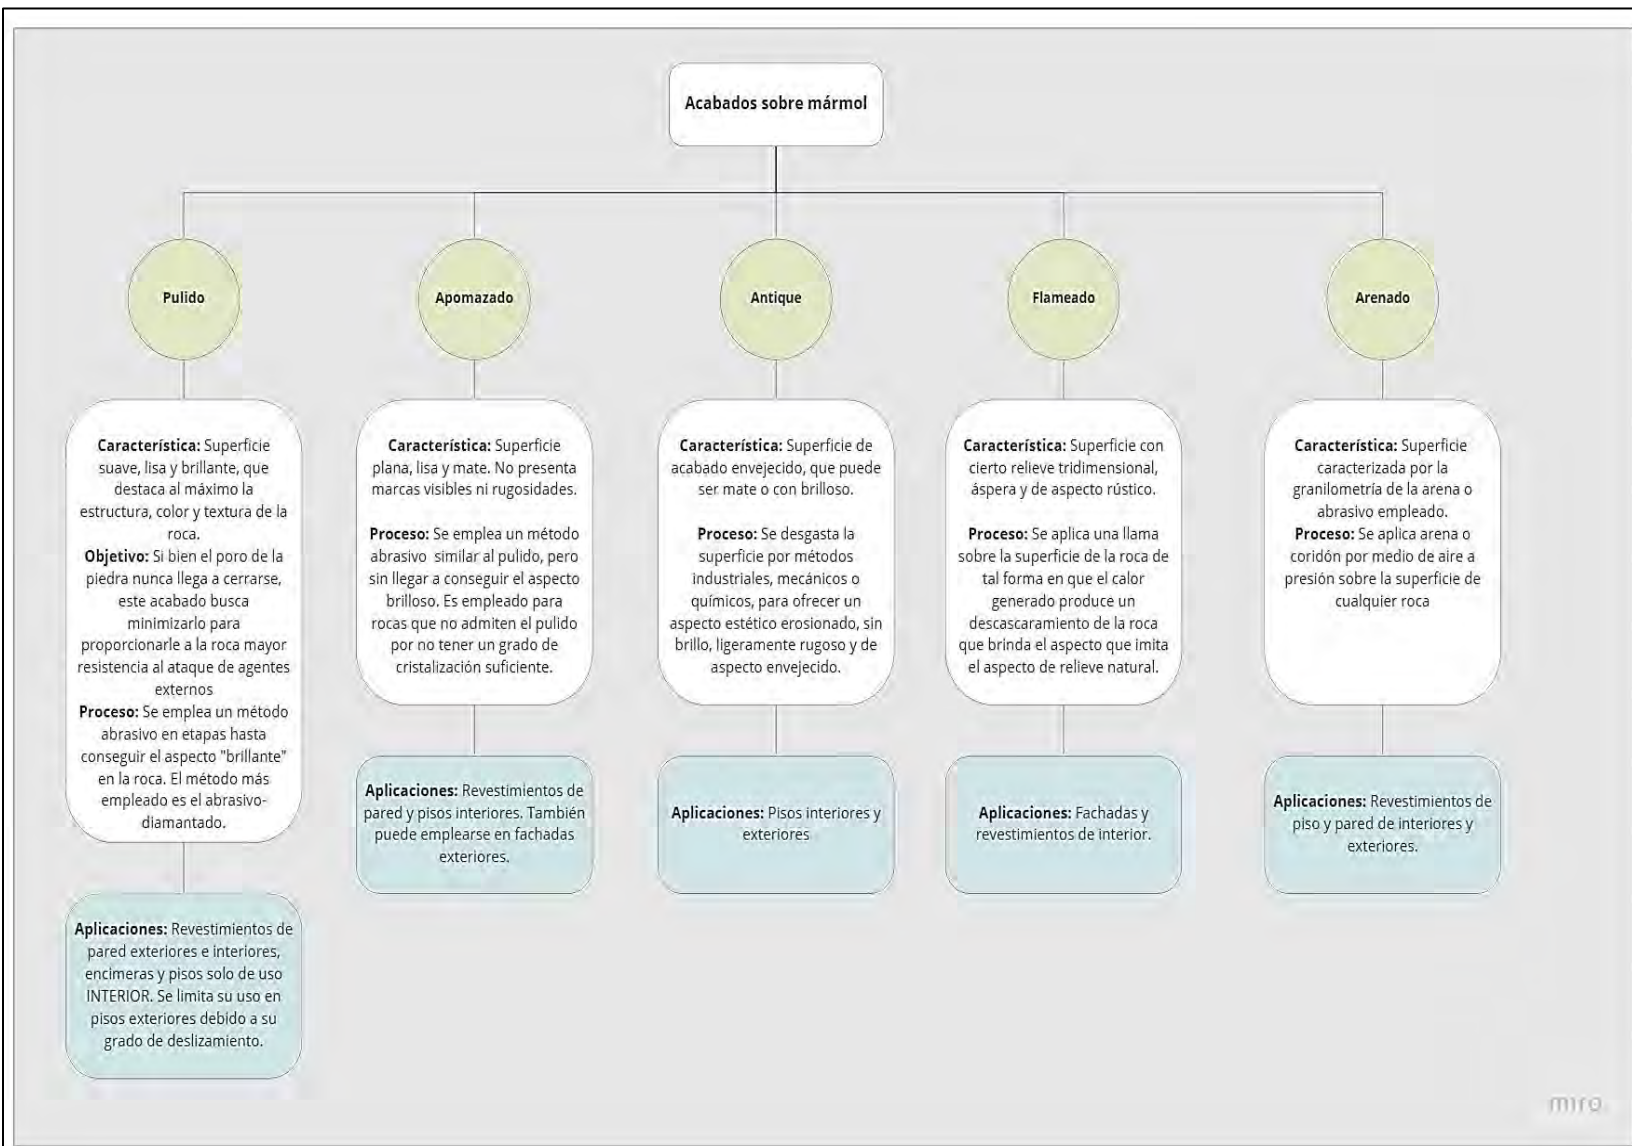 Acabados sobre mármol
Pulido
Apomazado
Antique
Flameado
Arenado
Característica: Superficie
suave, lisa y brillante, que
destaca al máximo la
estructura, color y textura de la
roca.
Objetivo: Si bien el poro de la
piedra nunca llega a cerrarse,
este acabado busca
minimizarlo para
proporcionarle a la roca mayor
resistencia al ataque de agentes
externos
Proceso: Se emplea un método
abrasivo en etapas hasta
conseguir el aspecto "brillante"
en la roca. El método más
empleado es el abrasivo-
diamantado.
Aplicaciones: Revestimientos de
pared exteriores e interiores,
encimeras y pisos solo de uso
INTERIOR. Se limita su uso en
pisos exteriores debido a su
grado de deslizamiento.
Característica: Superficie
plana, lisa y mate. No presenta
marcas visibles ni rugosidades.
Proceso: Se emplea un método
abrasivo similar al pulido, pero
sin llegar a conseguir el aspecto
brilloso. Es empleado para
rocas que no admiten el pulido
por no tener un grado de
cristalización suficiente.
Aplicaciones: Revestimientos de
pared y pisos interiores. También
puede emplearse en fachadas
exteriores.
Característica: Superficie de
acabado envejecido, que puede
ser mate o con brilloso.
Proceso: Se desgasta la
superficie por métodos
industriales, mecánicos o
químicos, para ofrecer un
aspecto estético erosionado, sin
brillo, ligeramente rugoso y de
aspecto envejecido.
Aplicaciones: Pisos interiores y
exteriores
Característica: Superficie con
cierto relieve tridimensional,
áspera y de aspecto rústico.
Proceso: Se aplica una llama
sobre la superficie de la roca de
tal forma en que el calor
generado produce un
descascaramiento de la roca
que brinda el aspecto que imita
el aspecto de relieve natural.
Aplicaciones: Fachadas y
revestimientos de interior.
Característica: Superficie
caracterizada por la
granilometría de la arena o
abrasivo empleado.
Proceso: Se aplica arena o
coridón por medio de aire a
presión sobre la superficie de
cualquier roca
Aplicaciones: Revestimientos de
piso y pared de interiores y
exteriores.
miro